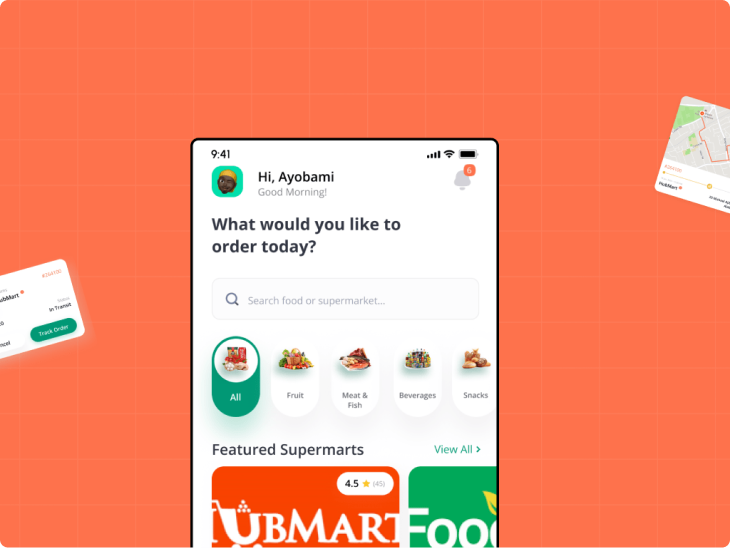 9:41
Hi, Ayobami
Good Morning!
6
What would you like to
order today?
Search food or supermarket...
All
Fruit
Meat &
Fish
Beverages
Snacks
Featured Supermarts
View All >
4.5 (45)
HUBMART
Food
Status
In Transit
Track Order
HubMart